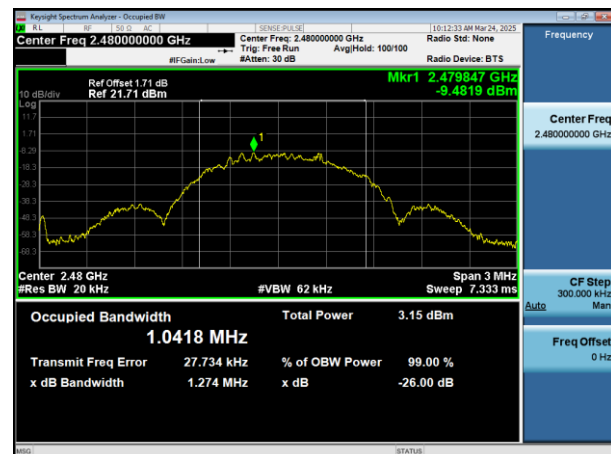 Keysight Spectrum Analyzer - Occupied BW
RL RF 50 Ω AC SENSE:PULSE 10:12:33 AM Mar 24, 2025
Center Freq 2.480000000 GHz
Center Freq: 2.480000000 GHz
Radio Std: None
Trig: Free Run Avg|Hold: 100/100
#IFGain:Low #Atten: 30 dB Radio Device: BTS
Ref Offset 1.71 dB
10 dB/div Ref 21.71 dBm
Mkr1 2.479847 GHz
-9.4819 dBm
Log
11.7
1.71
-8.29
-18.3
-28.3
-38.3
-48.3
-58.3
-68.3
1
Center 2.48 GHz Span 3 MHz
#Res BW 20 kHz #VBW 62 kHz Sweep 7.333 ms
Occupied Bandwidth Total Power 3.15 dBm
1.0418 MHz
Transmit Freq Error 27.734 kHz % of OBW Power 99.00 %
x dB Bandwidth 1.274 MHz x dB -26.00 dB
MSG STATUS
Frequency
Center Freq
2.480000000 GHz
CF Step
300.000 kHz
Auto Man
Freq Offset
0 Hz